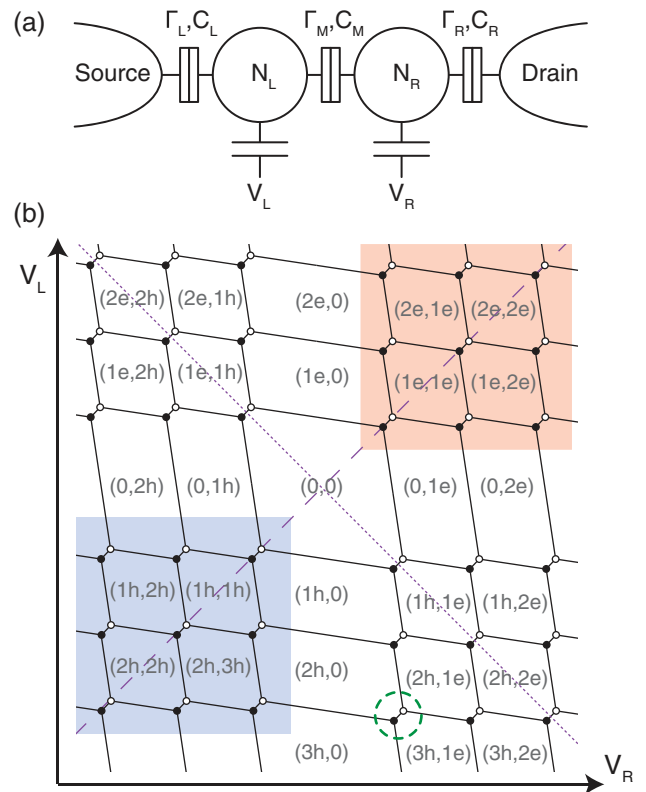 (a)
Γ_L,C_L Γ_M,C_M Γ_R,C_R
Source N_L N_R Drain
V_L V_R
(b)
V_L
(2e,2h) (2e,1h) (2e,0) (2e,1e) (2e,2e)
(1e,2h) (1e,1h) (1e,0) (1e,1e) (1e,2e)
(0,2h) (0,1h) (0,0) (0,1e) (0,2e)
(1h,2h) (1h,1h) (1h,0) (1h,1e) (1h,2e)
(2h,2h) (2h,3h) (2h,0) (2h,1e) (2h,2e)
(3h,0) (3h,1e) (3h,2e)
V_R